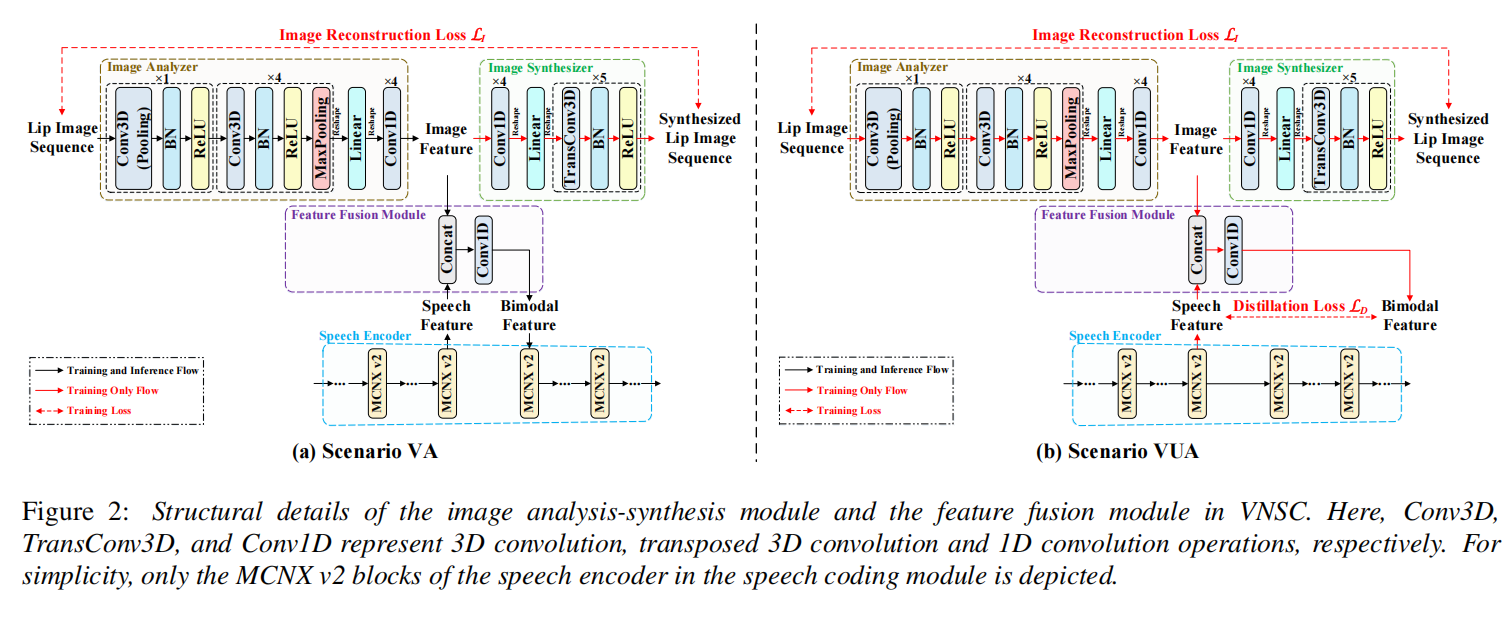 Image Reconstruction Loss ℒI
Image Analyzer
×1
×4
×4
Image Synthesizer
×4
×5
Lip Image
Sequence
Conv3D
(Pooling)
BN
ReLU
Conv3D
BN
ReLU
MaxPooling
Reshape
Linear
Reshape
Conv1D
Image
Feature
Conv1D
Reshape
Linear
Reshape
TransConv3D
BN
ReLU
Synthesized
Lip Image
Sequence
Feature Fusion Module
Concat
Conv1D
Speech
Feature
Bimodal
Feature
Speech Encoder
MCNX v2
MCNX v2
MCNX v2
MCNX v2
Training and Inference Flow
Training Only Flow
Training Loss
(a) Scenario VA
Image Reconstruction Loss ℒI
Image Analyzer
×1
×4
×4
Image Synthesizer
×4
×5
Lip Image
Sequence
Conv3D
(Pooling)
BN
ReLU
Conv3D
BN
ReLU
MaxPooling
Reshape
Linear
Reshape
Conv1D
Image
Feature
Conv1D
Reshape
Linear
Reshape
TransConv3D
BN
ReLU
Synthesized
Lip Image
Sequence
Feature Fusion Module
Concat
Conv1D
Speech
Feature
Distillation Loss ℒD
Bimodal
Feature
Speech Encoder
MCNX v2
MCNX v2
MCNX v2
MCNX v2
Training and Inference Flow
Training Only Flow
Training Loss
(b) Scenario VUA
Figure 2: Structural details of the image analysis-synthesis module and the feature fusion module in VNSC. Here, Conv3D,
TransConv3D, and Conv1D represent 3D convolution, transposed 3D convolution and 1D convolution operations, respectively. For
simplicity, only the MCNX v2 blocks of the speech encoder in the speech coding module is depicted.